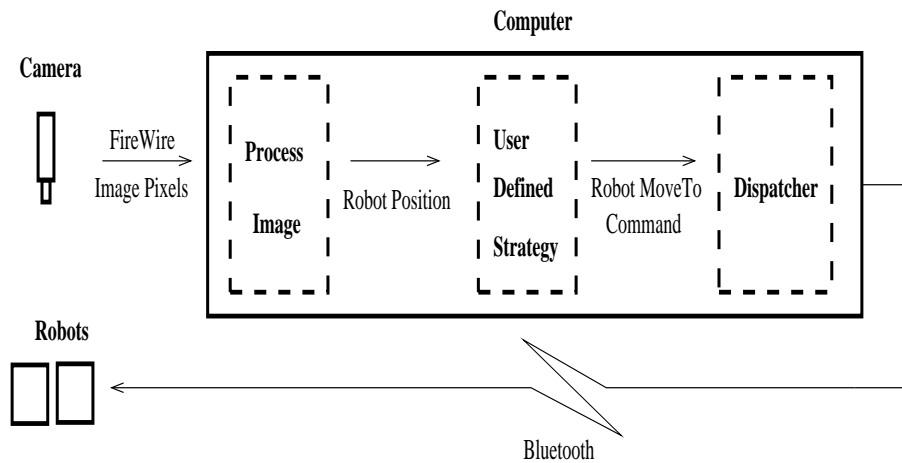 Computer
Camera
FireWire
Image Pixels
Process
Image
Robot Position
User
Defined
Strategy
Robot MoveTo
Command
Dispatcher
Robots
Bluetooth